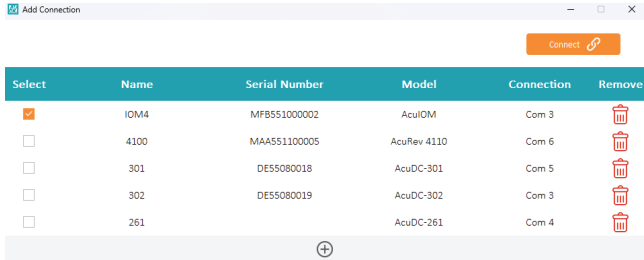 Add Connection
Connect
Select Name Serial Number Model Connection Remove
IOM4 MFB551000002 AcuIOM Com 3
4100 MAA551100005 AcuRev 4110 Com 6
301 DE55080018 AcuDC-301 Com 5
302 DE55080019 AcuDC-302 Com 3
261 AcuDC-261 Com 4